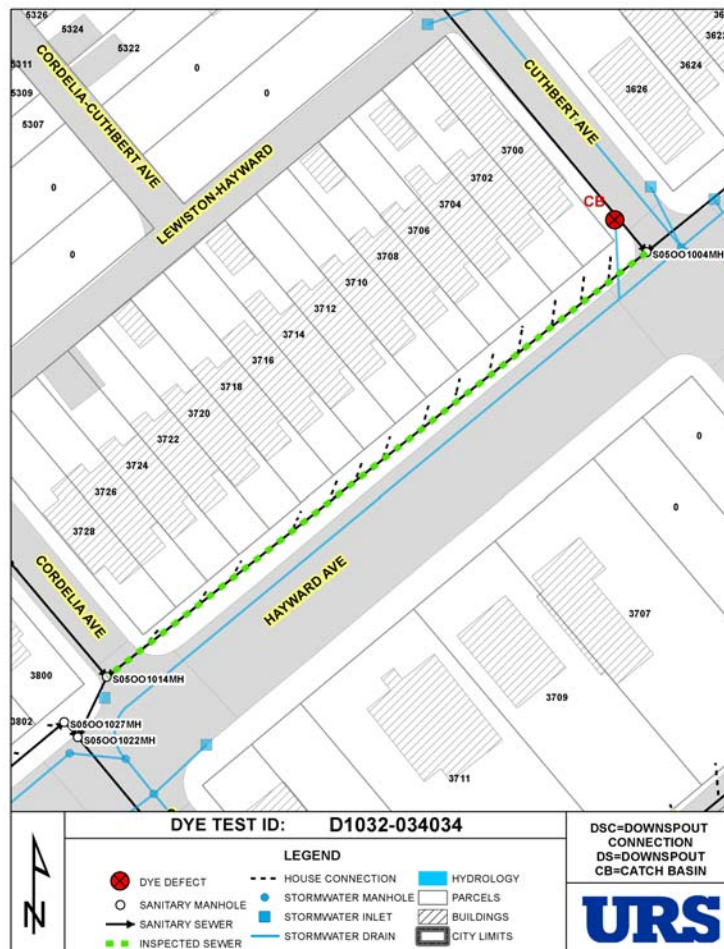 5326
5324
5322
5311
5309
5307
0
0
0
0
CORDELIA-CUTHBERT AVE
LEWISTON-HAYWARD
CUTHBERT AVE
3624
3626
3700
3702
3704
3706
3708
3710
3712
3714
3716
3718
3720
3722
3724
3726
3728
CB
S05OO1004MH
0
0
HAYWARD AVE
CORDELIA AVE
3707
3709
3711
3800
3802
S05OO1014MH
S05OO1027MH
S05OO1022MH
DYE TEST ID: D1032-034034
N
LEGEND
DYE DEFECT
SANITARY MANHOLE
SANITARY SEWER
INSPECTED SEWER
HOUSE CONNECTION
STORMWATER MANHOLE
STORMWATER INLET
STORMWATER DRAIN
HYDROLOGY
PARCELS
BUILDINGS
CITY LIMITS
DSC=DOWNSPOUT
CONNECTION
DS=DOWNSPOUT
CB=CATCH BASIN
URS